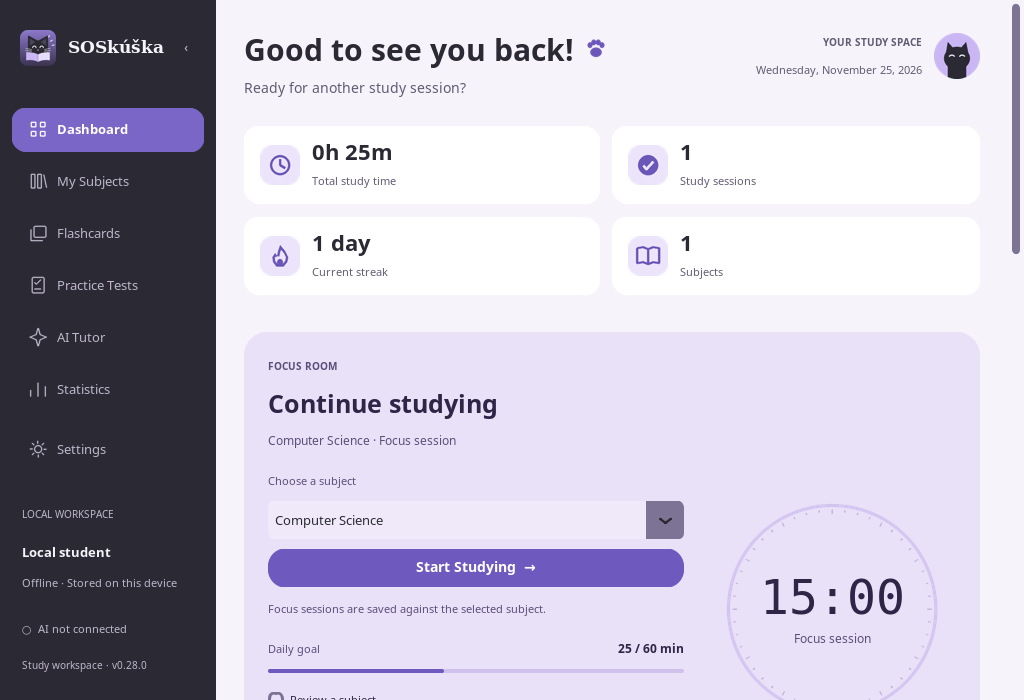 SOSkúška
‹
Dashboard
My Subjects
Flashcards
Practice Tests
AI Tutor
Statistics
Settings
LOCAL WORKSPACE
Local student
Offline · Stored on this device
AI not connected
Study workspace · v0.28.0
Good to see you back!
Ready for another study session?
YOUR STUDY SPACE
Wednesday, November 25, 2026
0h 25m
Total study time
1
Study sessions
1 day
Current streak
1
Subjects
FOCUS ROOM
Continue studying
Computer Science · Focus session
Choose a subject
Computer Science
Start Studying →
Focus sessions are saved against the selected subject.
Daily goal
25 / 60 min
Review a subject
15:00
Focus session